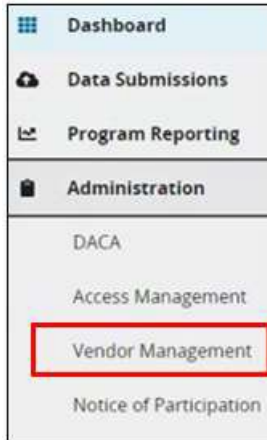 Dashboard
Data Submissions
Program Reporting
Administration
DACA
Access Management
Vendor Management
Notice of Participation